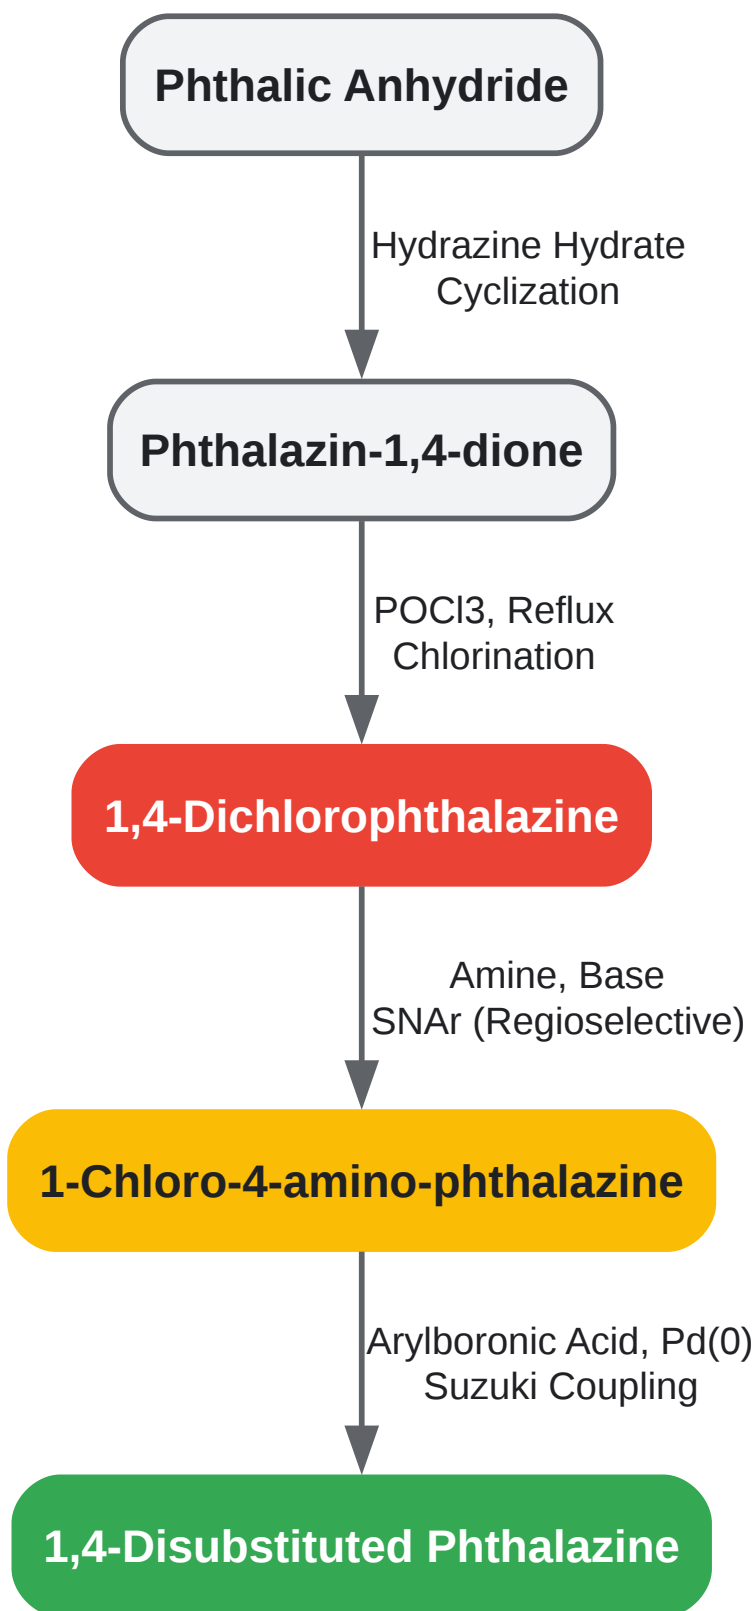 Phthalic Anhydride
Hydrazine Hydrate
Cyclization
Phthalazin-1,4-dione
POCl3, Reflux
Chlorination
1,4-Dichlorophthalazine
Amine, Base
SNAr (Regioselective)
1-Chloro-4-amino-phthalazine
Arylboronic Acid, Pd(0)
Suzuki Coupling
1,4-Disubstituted Phthalazine